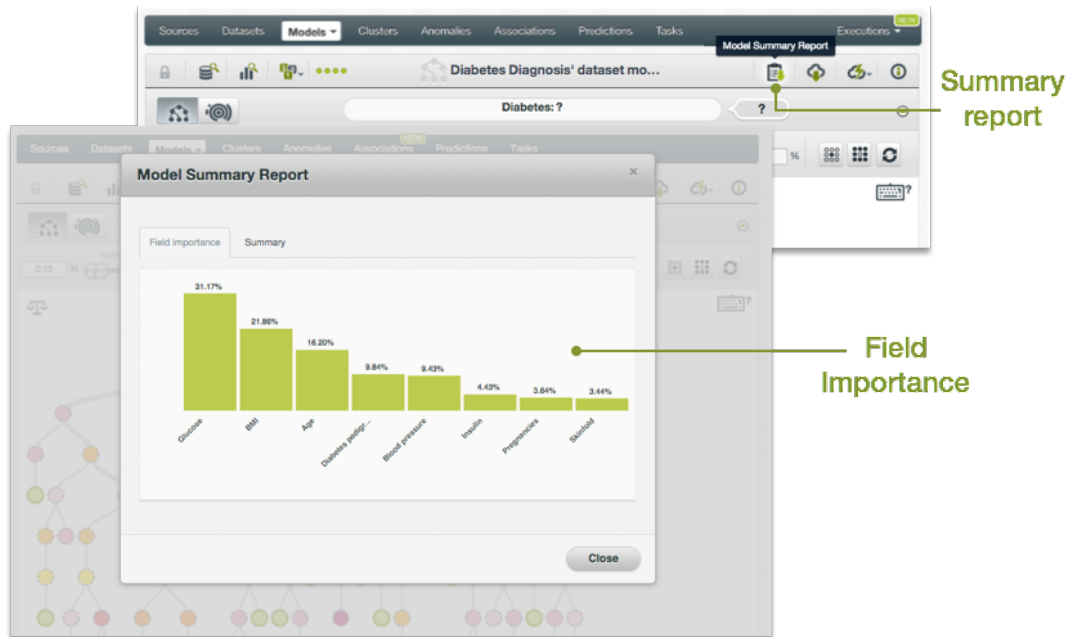 NEW
Sources Datasets Models Clusters Anomalies Associations Predictions Tasks Executions
Model Summary Report
Diabetes Diagnosis' dataset mo...
Summary
report
Diabetes: ?
?
%
?
NEW
Sources Datasets Models Clusters Anomalies Associations Predictions Tasks
Model Summary Report
×
Field importance Summary
0.13 %
?
31.17%
21.86%
16.20%
9.84%
9.43%
4.43%
3.64%
3.44%
Glucose
BMI
Age
Diabetes pedigr...
Blood pressure
Insulin
Pregnancies
Skinfold
Field
Importance
Close